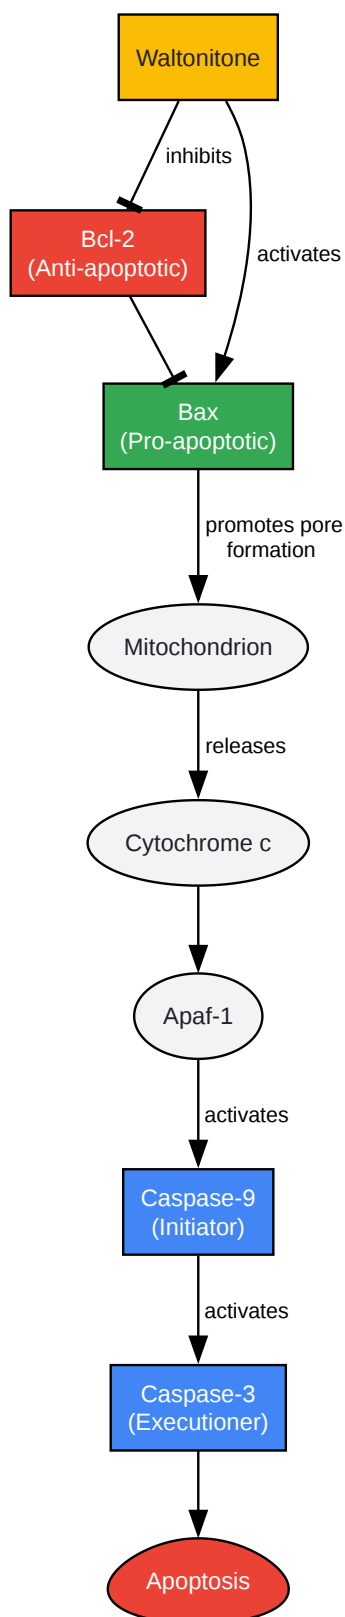 Waltonitone
inhibits
Bcl-2
(Anti-apoptotic)
activates
Bax
(Pro-apoptotic)
promotes pore
formation
Mitochondrion
releases
Cytochrome c
Apaf-1
activates
Caspase-9
(Initiator)
activates
Caspase-3
(Executioner)
Apoptosis